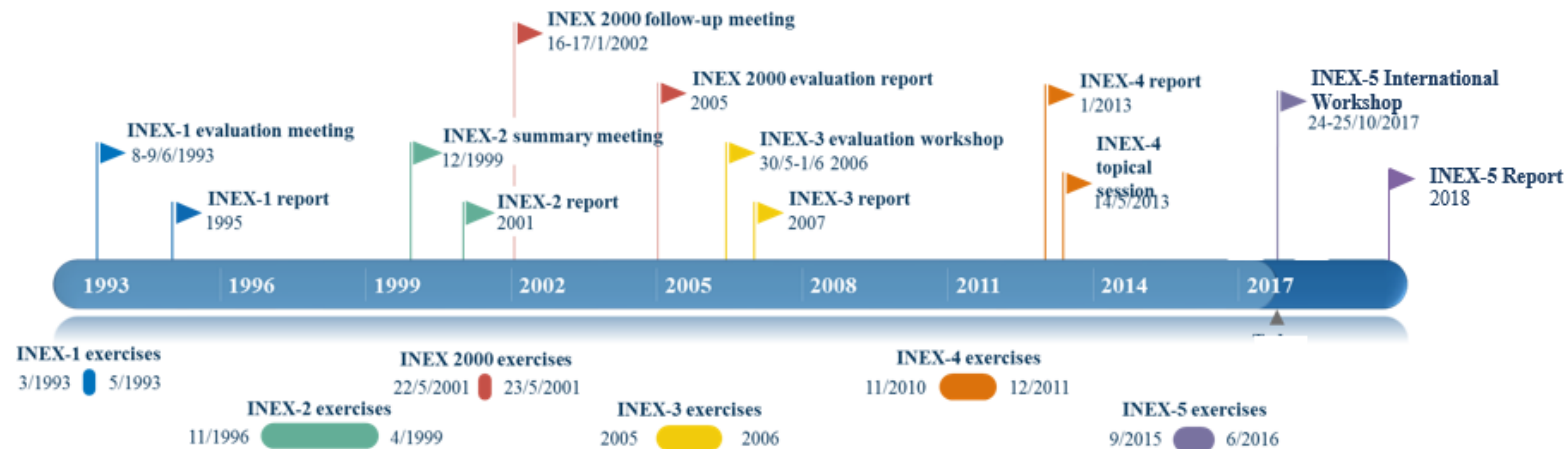 INEX 2000 follow-up meeting
16-17/1/2002
INEX 2000 evaluation report
2005
INEX-4 report
1/2013
INEX-5 International
Workshop
24-25/10/2017
INEX-1 evaluation meeting
8-9/6/1993
INEX-2 summary meeting
12/1999
INEX-3 evaluation workshop
30/5-1/6 2006
INEX-4
topical
session
14/5/2013
INEX-1 report
1995
INEX-2 report
2001
INEX-3 report
2007
INEX-5 Report
2018
1993 1996 1999 2002 2005 2008 2011 2014 2017
INEX-1 exercises
3/1993 5/1993
INEX 2000 exercises
22/5/2001 23/5/2001
INEX-4 exercises
11/2010 12/2011
INEX-2 exercises
11/1996 4/1999
INEX-3 exercises
2005 2006
INEX-5 exercises
9/2015 6/2016